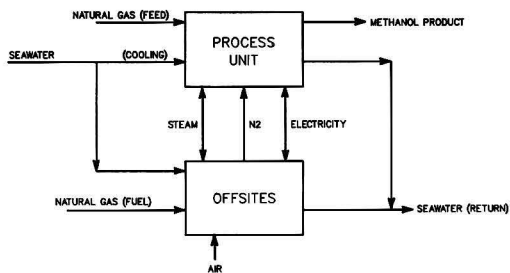 NATURAL GAS (FEED)
METHANOL PRODUCT
PROCESS
UNIT
SEAWATER
(COOLING)
STEAM
N2
ELECTRICITY
OFFSITES
NATURAL GAS (FUEL)
SEAWATER (RETURN)
AIR